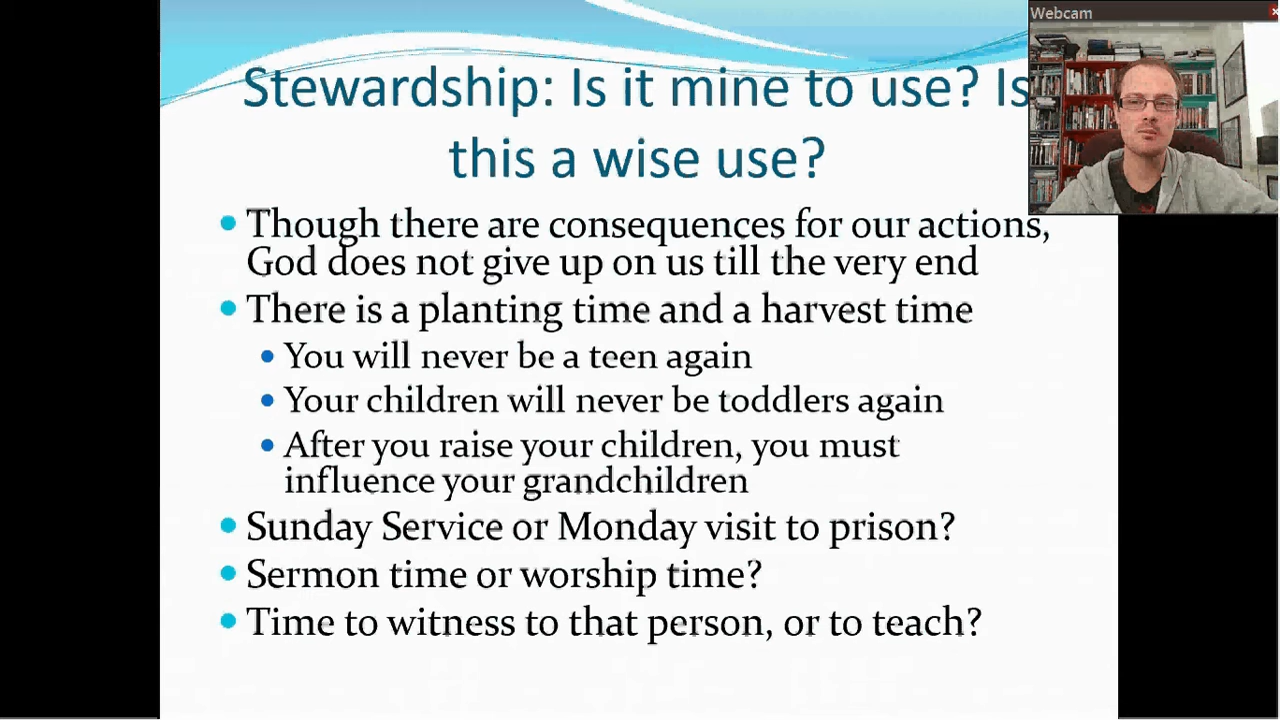 Webcam
Stewardship: Is it mine to use? Is
this a wise use?
• Though there are consequences for our actions,
God does not give up on us till the very end
• There is a planting time and a harvest time
• You will never be a teen again
• Your children will never be toddlers again
• After you raise your children, you must
influence your grandchildren
• Sunday Service or Monday visit to prison?
• Sermon time or worship time?
• Time to witness to that person, or to teach?